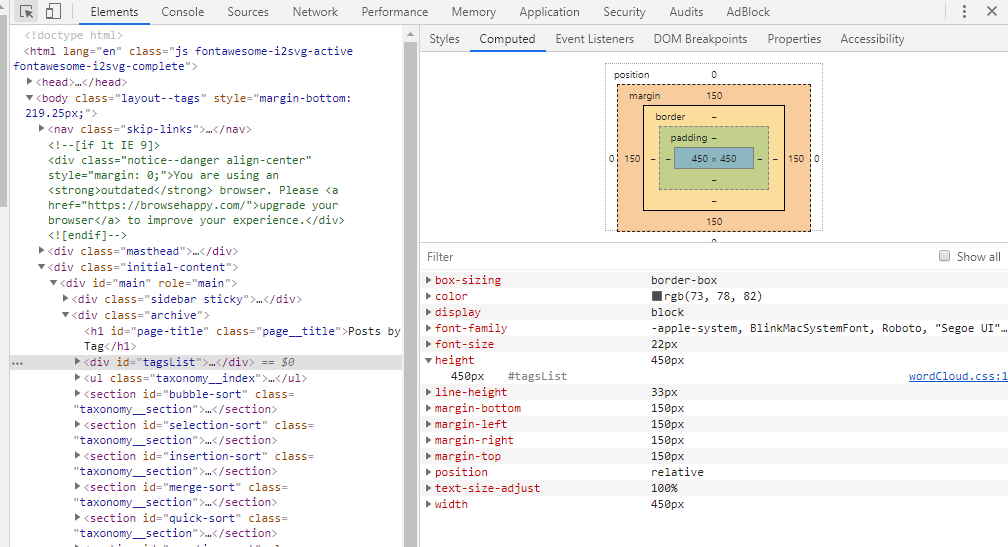 Elements Console Sources Network Performance Memory Application Security Audits AdBlock
<!doctype html>
<html lang="en" class="js fontawesome-i2svg-active
fontawesome-i2svg-complete">
<head>…</head>
<body class="layout--tags" style="margin-bottom:
219.25px;">
<nav class="skip-links">…</nav>
<!--[if lt IE 9]>
<div class="notice--danger align-center"
style="margin: 0;">You are using an
<strong>outdated</strong> browser. Please <a
href="https://browsehappy.com/">upgrade your
browser</a> to improve your experience.</div>
<![endif]-->
<div class="masthead">…</div>
<div class="initial-content">
<div id="main" role="main">
<div class="sidebar sticky">…</div>
<div class="archive">
<h1 id="page-title" class="page__title">Posts by
Tag</h1>
<div id="tagsList">…</div> == $0
<ul class="taxonomy__index">…</ul>
<section id="bubble-sort" class=
"taxonomy__section">…</section>
<section id="selection-sort" class=
"taxonomy__section">…</section>
<section id="insertion-sort" class=
"taxonomy__section">…</section>
<section id="merge-sort" class=
"taxonomy__section">…</section>
<section id="quick-sort" class=
"taxonomy__section">…</section>
Styles Computed Event Listeners DOM Breakpoints Properties Accessibility
position 0
margin 150
border –
padding –
0 150 – – 450 × 450 – – 150 0
–
–
150
Filter Show all
box-sizing border-box
color rgb(73, 78, 82)
display block
font-family -apple-system, BlinkMacSystemFont, Roboto, "Segoe UI"…
font-size 22px
height 450px
450px #tagsList wordCloud.css:1
line-height 33px
margin-bottom 150px
margin-left 150px
margin-right 150px
margin-top 150px
position relative
text-size-adjust 100%
width 450px